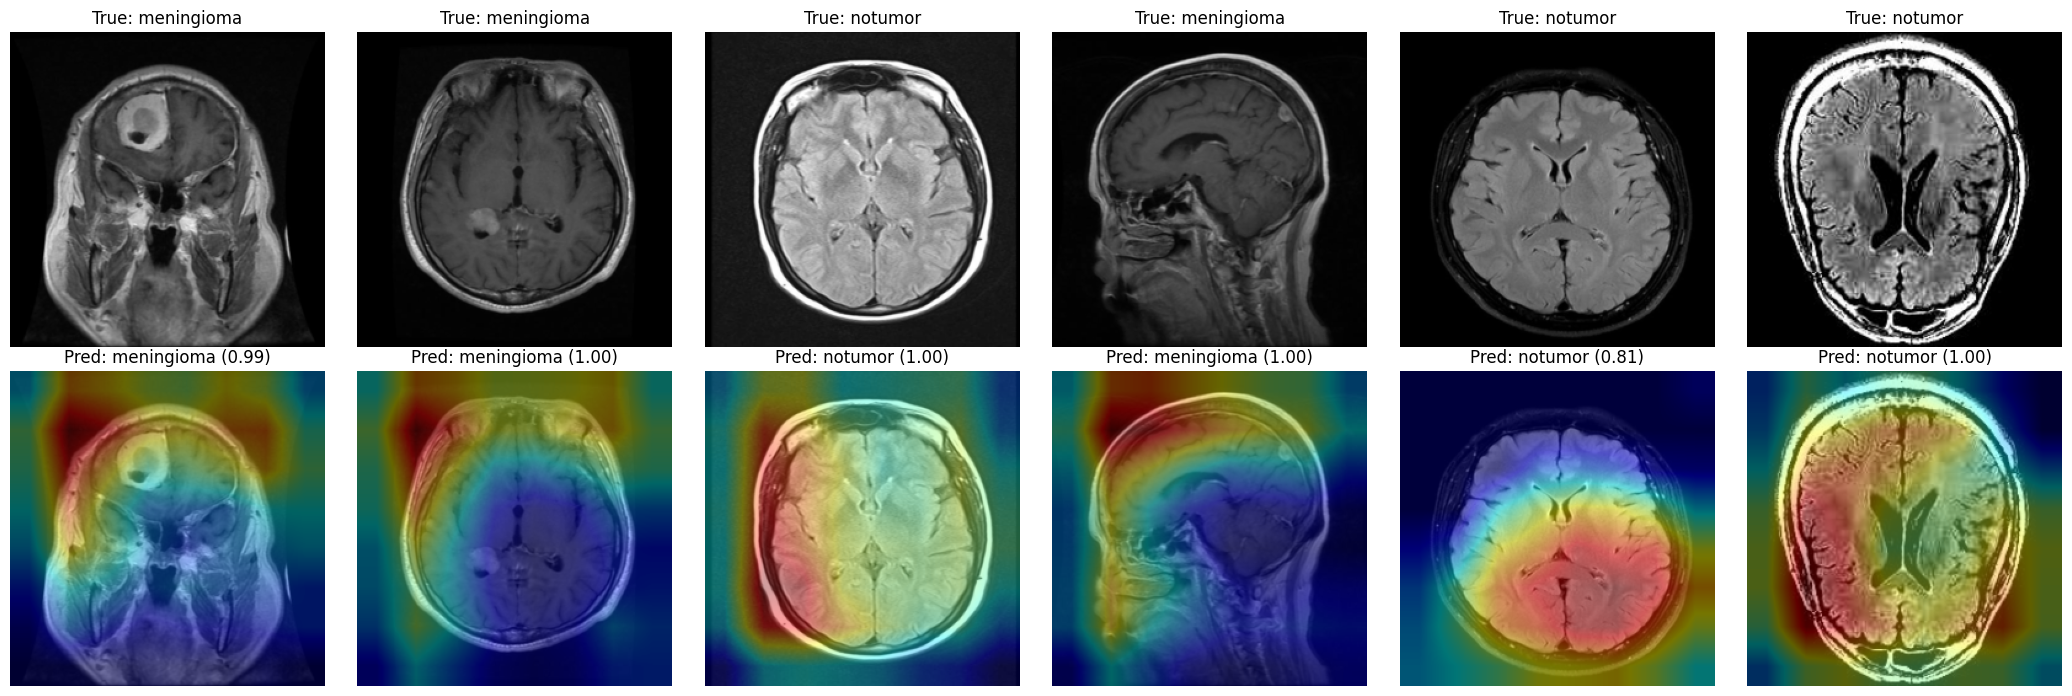 True: meningioma
True: meningioma
True: notumor
True: meningioma
True: notumor
True: notumor
Pred: meningioma (0.99)
Pred: meningioma (1.00)
Pred: notumor (1.00)
Pred: meningioma (1.00)
Pred: notumor (0.81)
Pred: notumor (1.00)